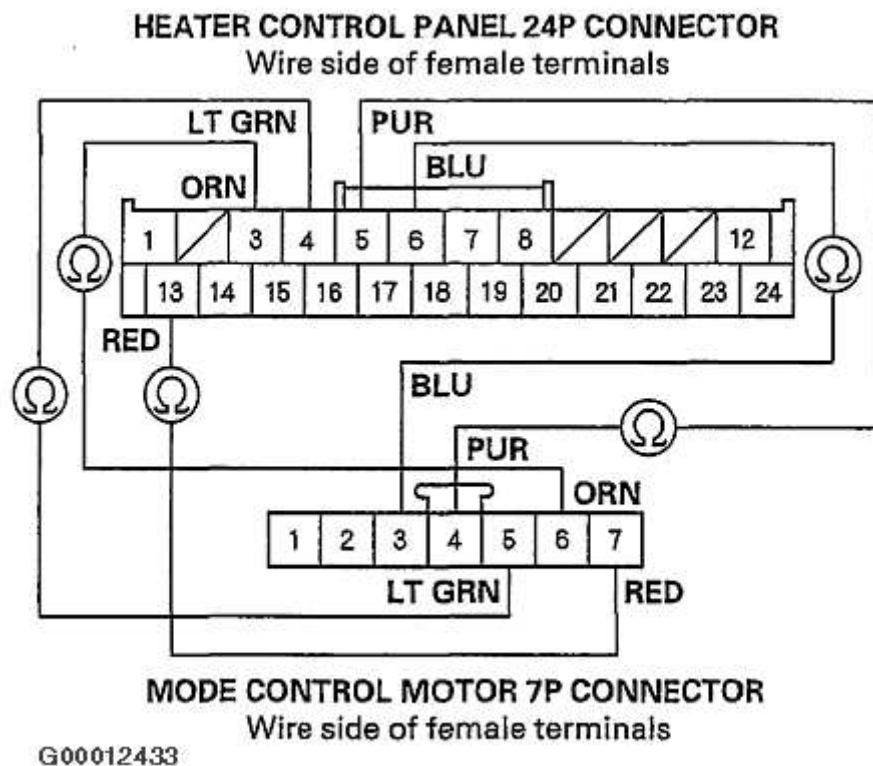 HEATER CONTROL PANEL 24P CONNECTOR
Wire side of female terminals
LT GRN PUR
BLU
ORN
1 3 4 5 6 7 8 12
Ω Ω
13 14 15 16 17 18 19 20 21 22 23 24
RED
BLU
Ω Ω Ω
PUR
ORN
1 2 3 4 5 6 7
LT GRN RED
MODE CONTROL MOTOR 7P CONNECTOR
Wire side of female terminals
G00012433